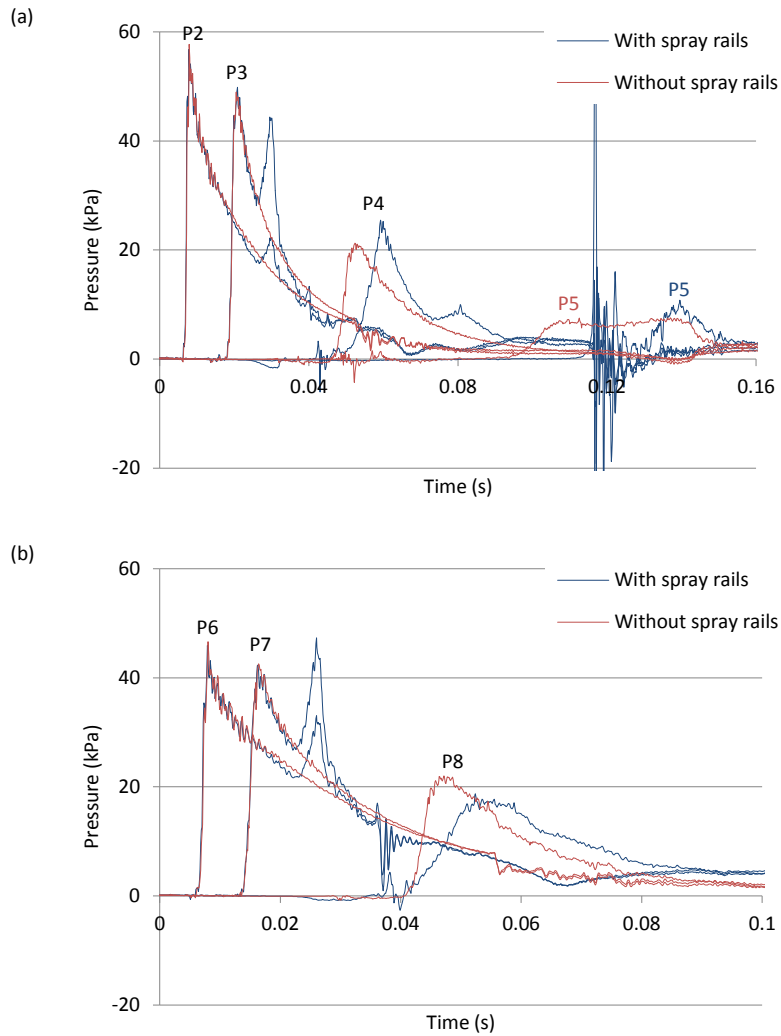 (a)
60
40
20
0
-20
0
0.04
0.08
0.12
0.16
Pressure (kPa)
Time (s)
P2
P3
P4
P5
P5
With spray rails
Without spray rails
(b)
60
40
20
0
-20
0
0.02
0.04
0.06
0.08
0.1
Pressure (kPa)
Time (s)
P6
P7
P8
With spray rails
Without spray rails